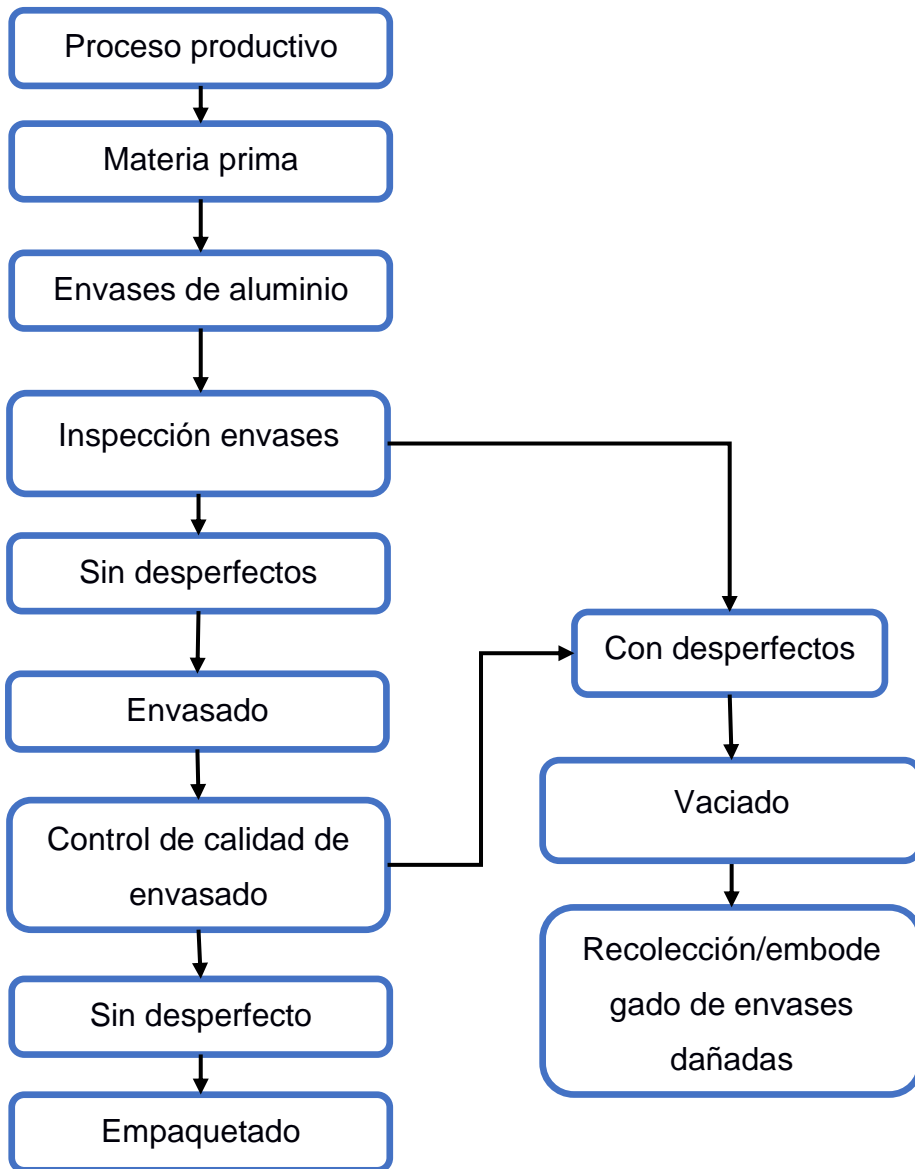 Proceso productivo
Materia prima
Envases de aluminio
Inspección envases
Sin desperfectos
Envasado
Control de calidad de
envasado
Sin desperfecto
Empaquetado
Con desperfectos
Vaciado
Recolección/embode
gado de envases
dañadas